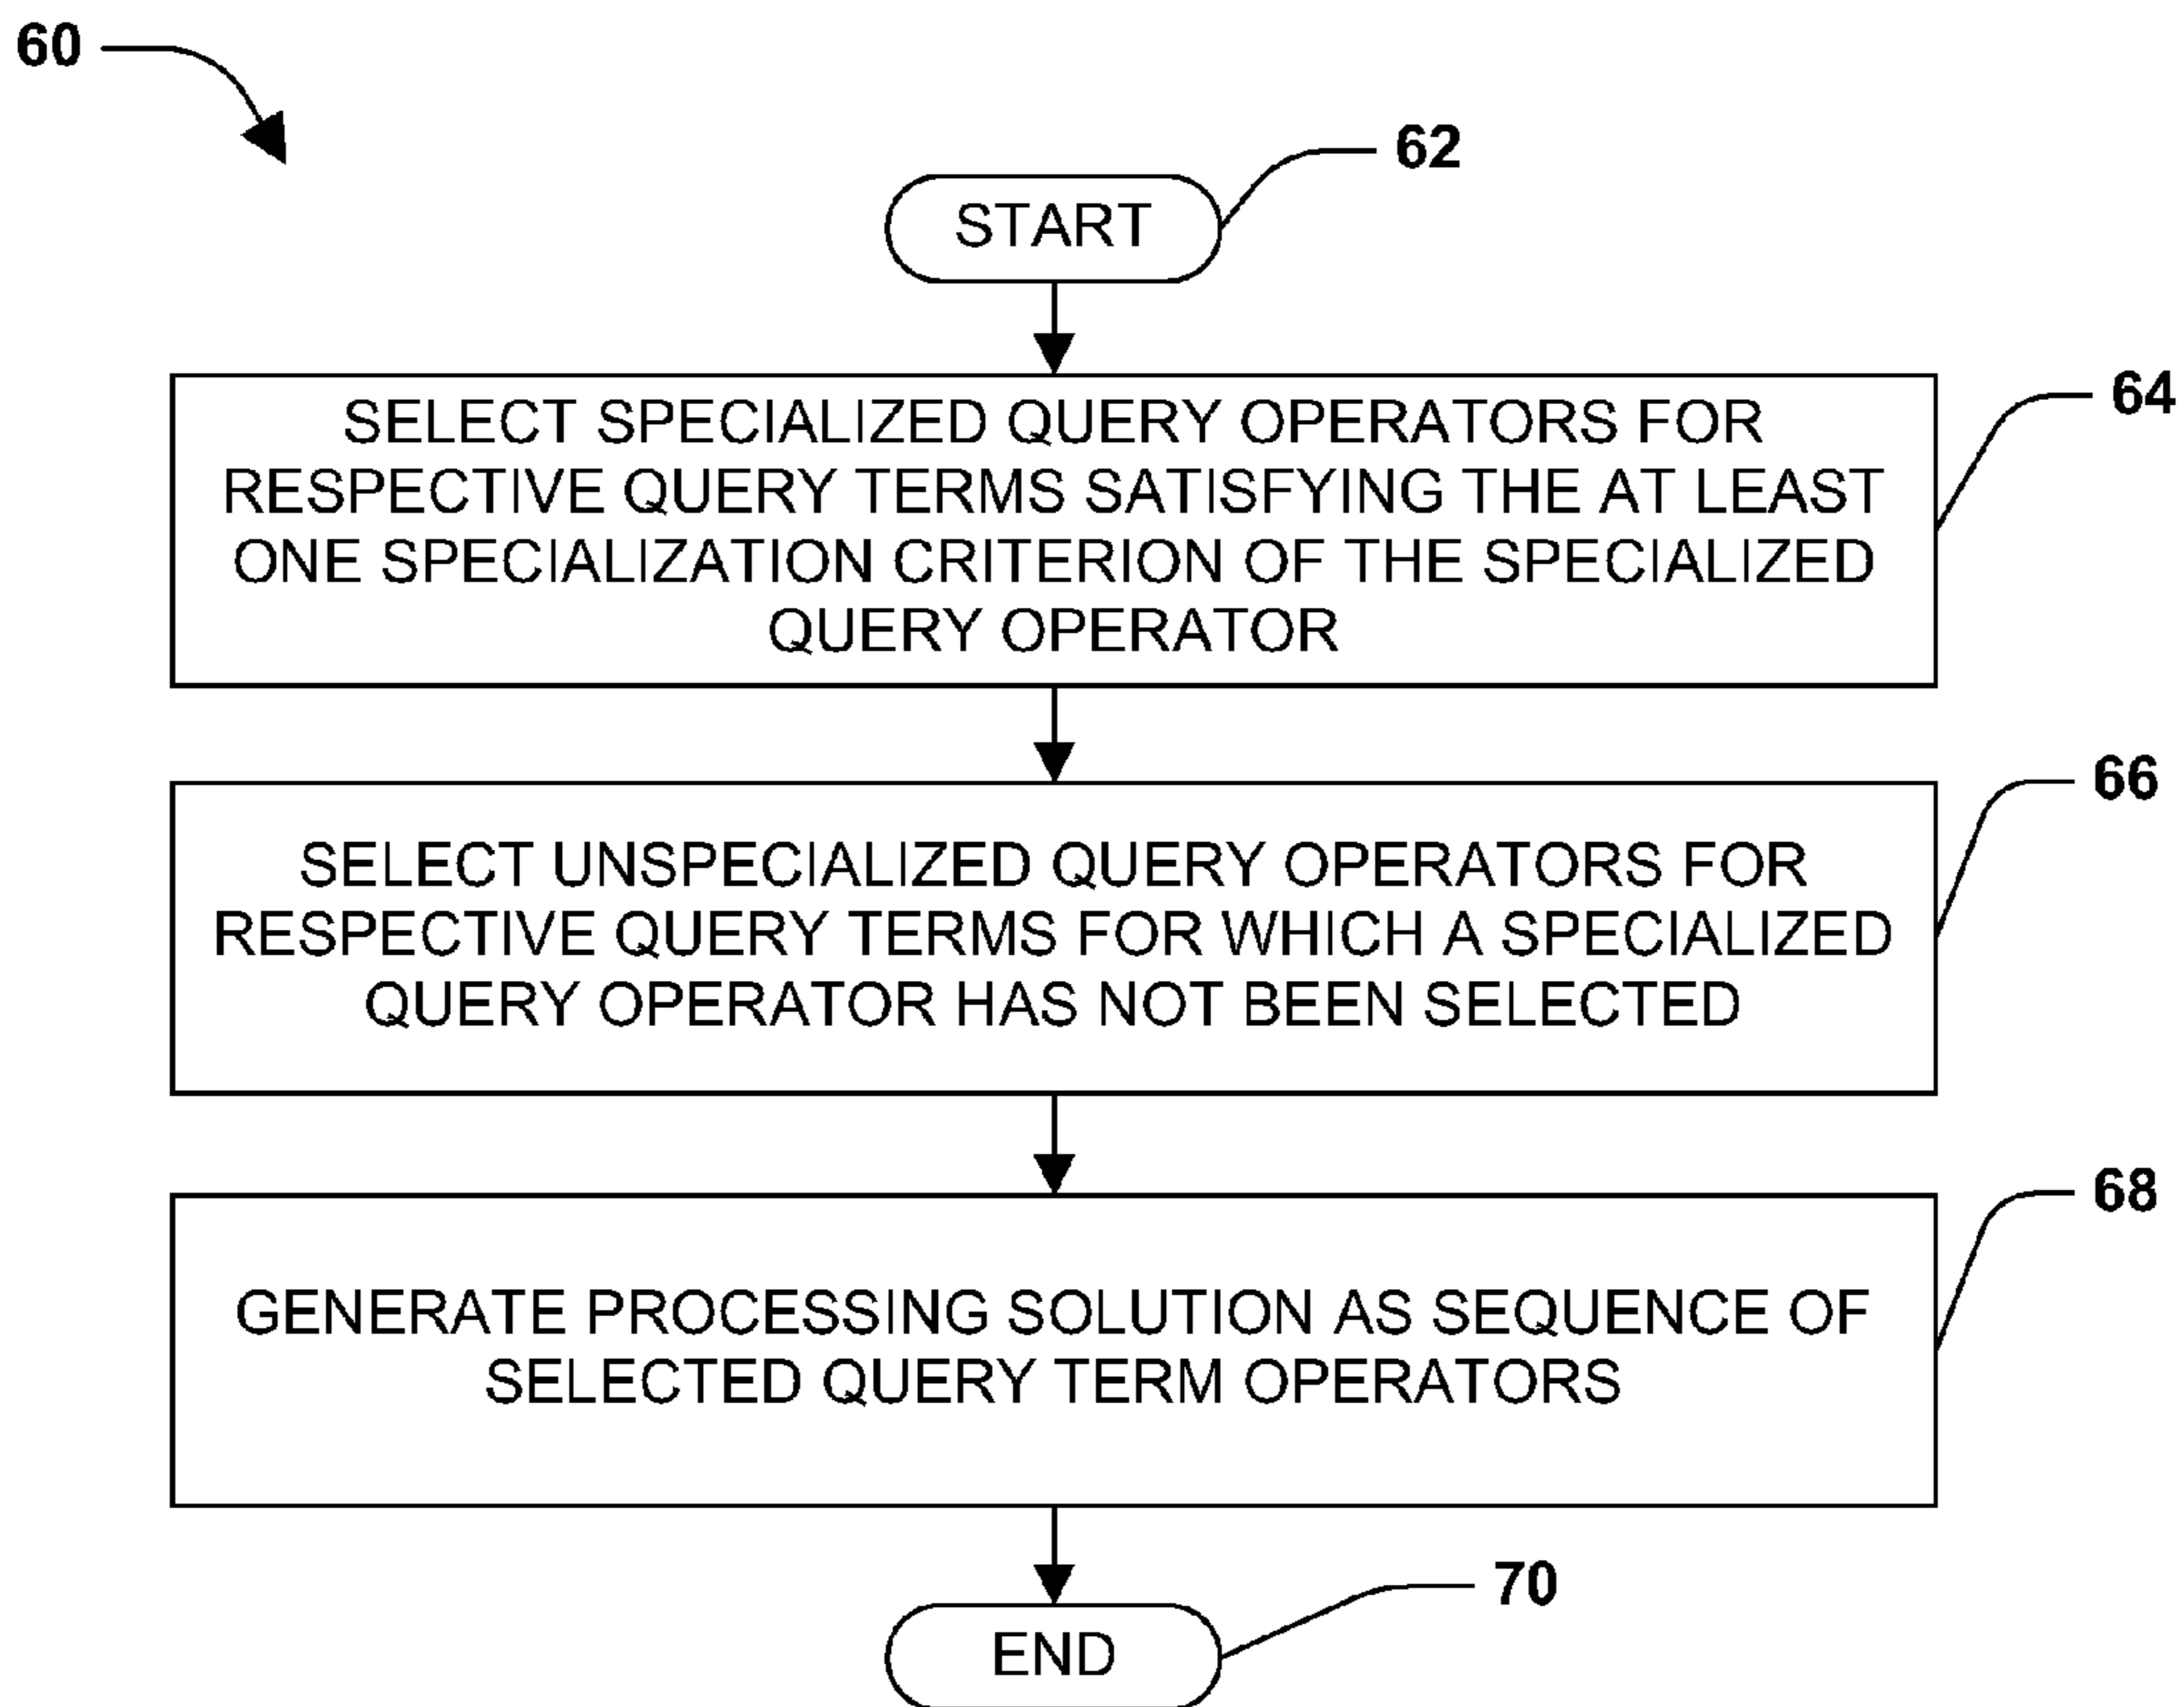 60
62
START
64
SELECT SPECIALIZED QUERY OPERATORS FOR
RESPECTIVE QUERY TERMS SATISFYING THE AT LEAST
ONE SPECIALIZATION CRITERION OF THE SPECIALIZED
QUERY OPERATOR
66
SELECT UNSPECIALIZED QUERY OPERATORS FOR
RESPECTIVE QUERY TERMS FOR WHICH A SPECIALIZED
QUERY OPERATOR HAS NOT BEEN SELECTED
68
GENERATE PROCESSING SOLUTION AS SEQUENCE OF
SELECTED QUERY TERM OPERATORS
70
END